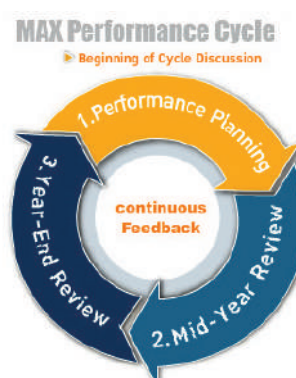 MAX Performance Cycle
Beginning of Cycle Discussion
1.Performance Planning
2.Mid-Year Review
3.Year-End Review
continuous
Feedback